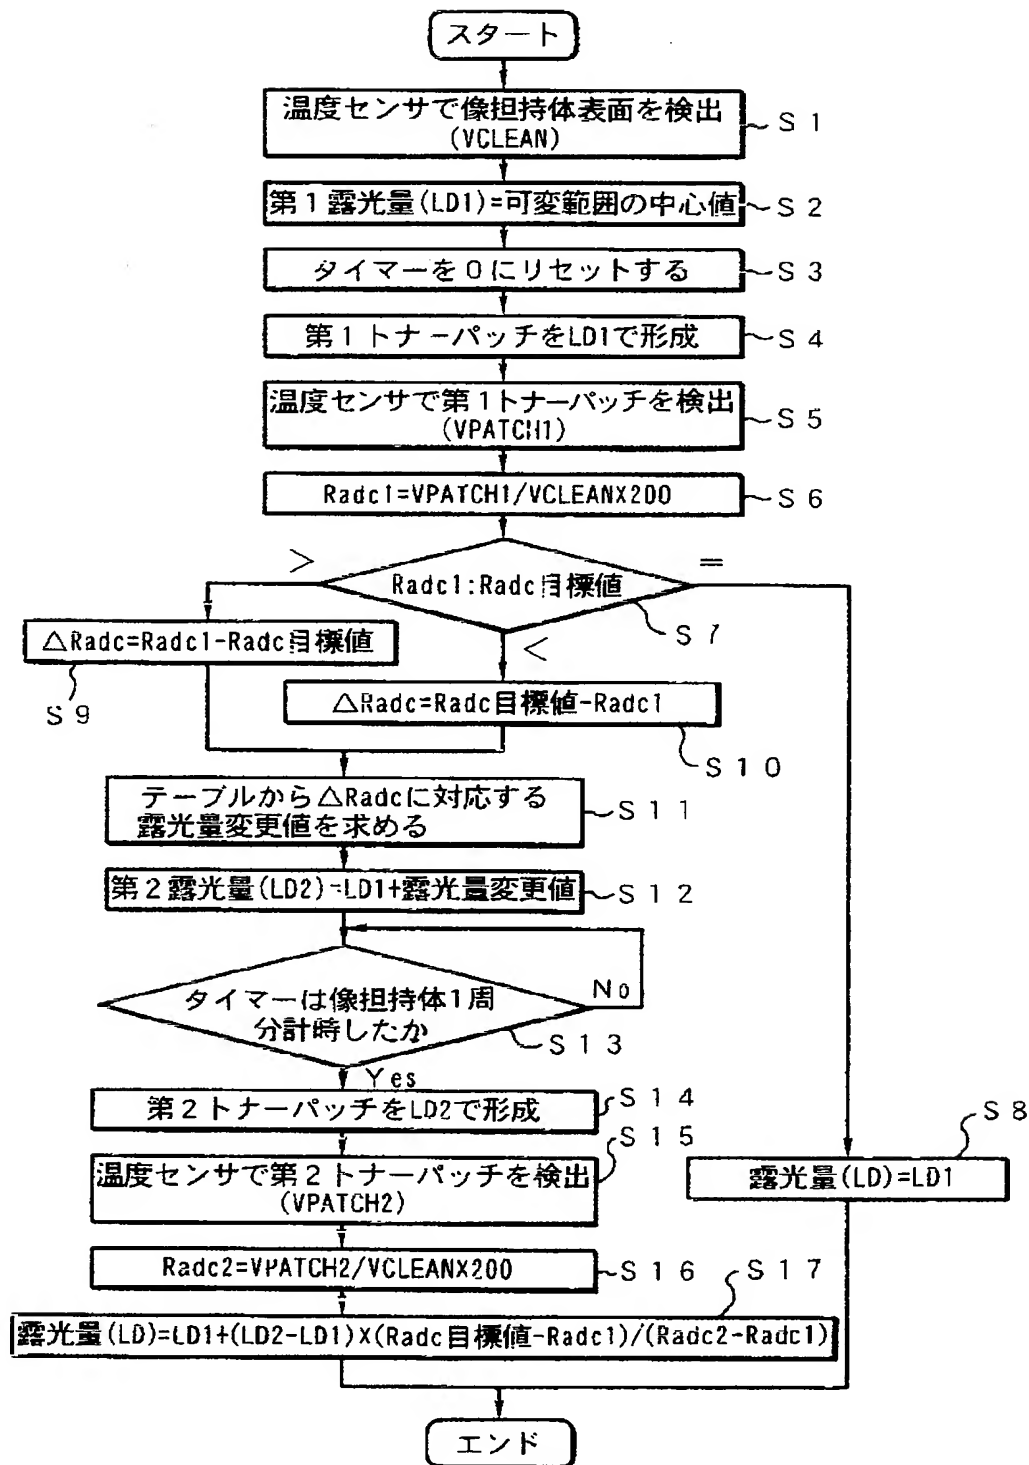 スタート
温度センサで像担持体表面を検出
(VCLEAN)
S1
第1露光量(LD1)=可変範囲の中心値
S2
タイマーを0にリセットする
S3
第1トナーパッチをLD1で形成
S4
温度センサで第1トナーパッチを検出
(VPATCH1)
S5
Radc1=VPATCH1/VCLEANX200
S6
>
=
Radc1:Radc目標値
S7
<
△Radc=Radc1-Radc目標値
S9
△Radc=Radc目標値-Radc1
S10
テーブルから△Radcに対応する
露光量変更値を求める
S11
第2露光量(LD2)=LD1+露光量変更値
S12
タイマーは像担持体1周
分計時したか
No
S13
Yes
第2トナーパッチをLD2で形成
S14
温度センサで第2トナーパッチを検出
(VPATCH2)
S15
S8
露光量(LD)=LD1
Radc2=VPATCH2/VCLEANX200
S16
S17
露光量(LD)=LD1+(LD2-LD1)X(Radc目標値-Radc1)/(Radc2-Radc1)
エンド